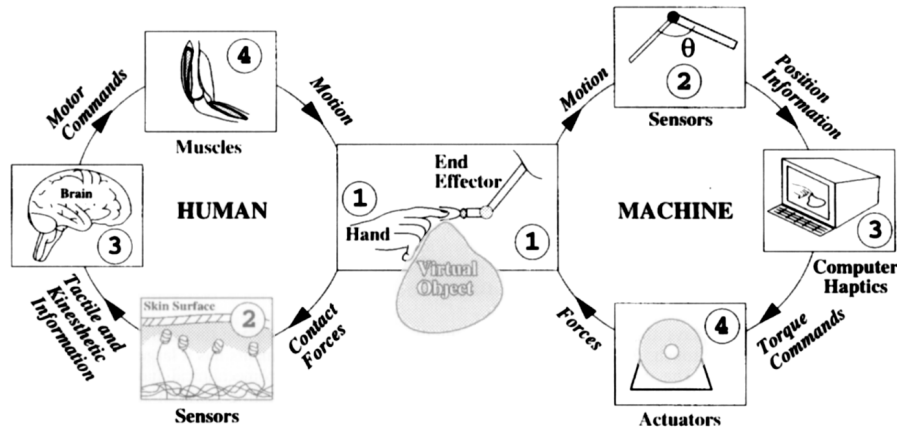 4
Muscles
Motor
Commands
Motion
Brain
3
HUMAN
Tactile and
Kinesthetic
Information
Skin Surface
2
Sensors
Contact
Forces
1
Hand
End
Effector
1
Virtual
Object
Motion
θ
2
Sensors
Position
Information
MACHINE
3
Computer
Haptics
Forces
4
Actuators
Torque
Commands